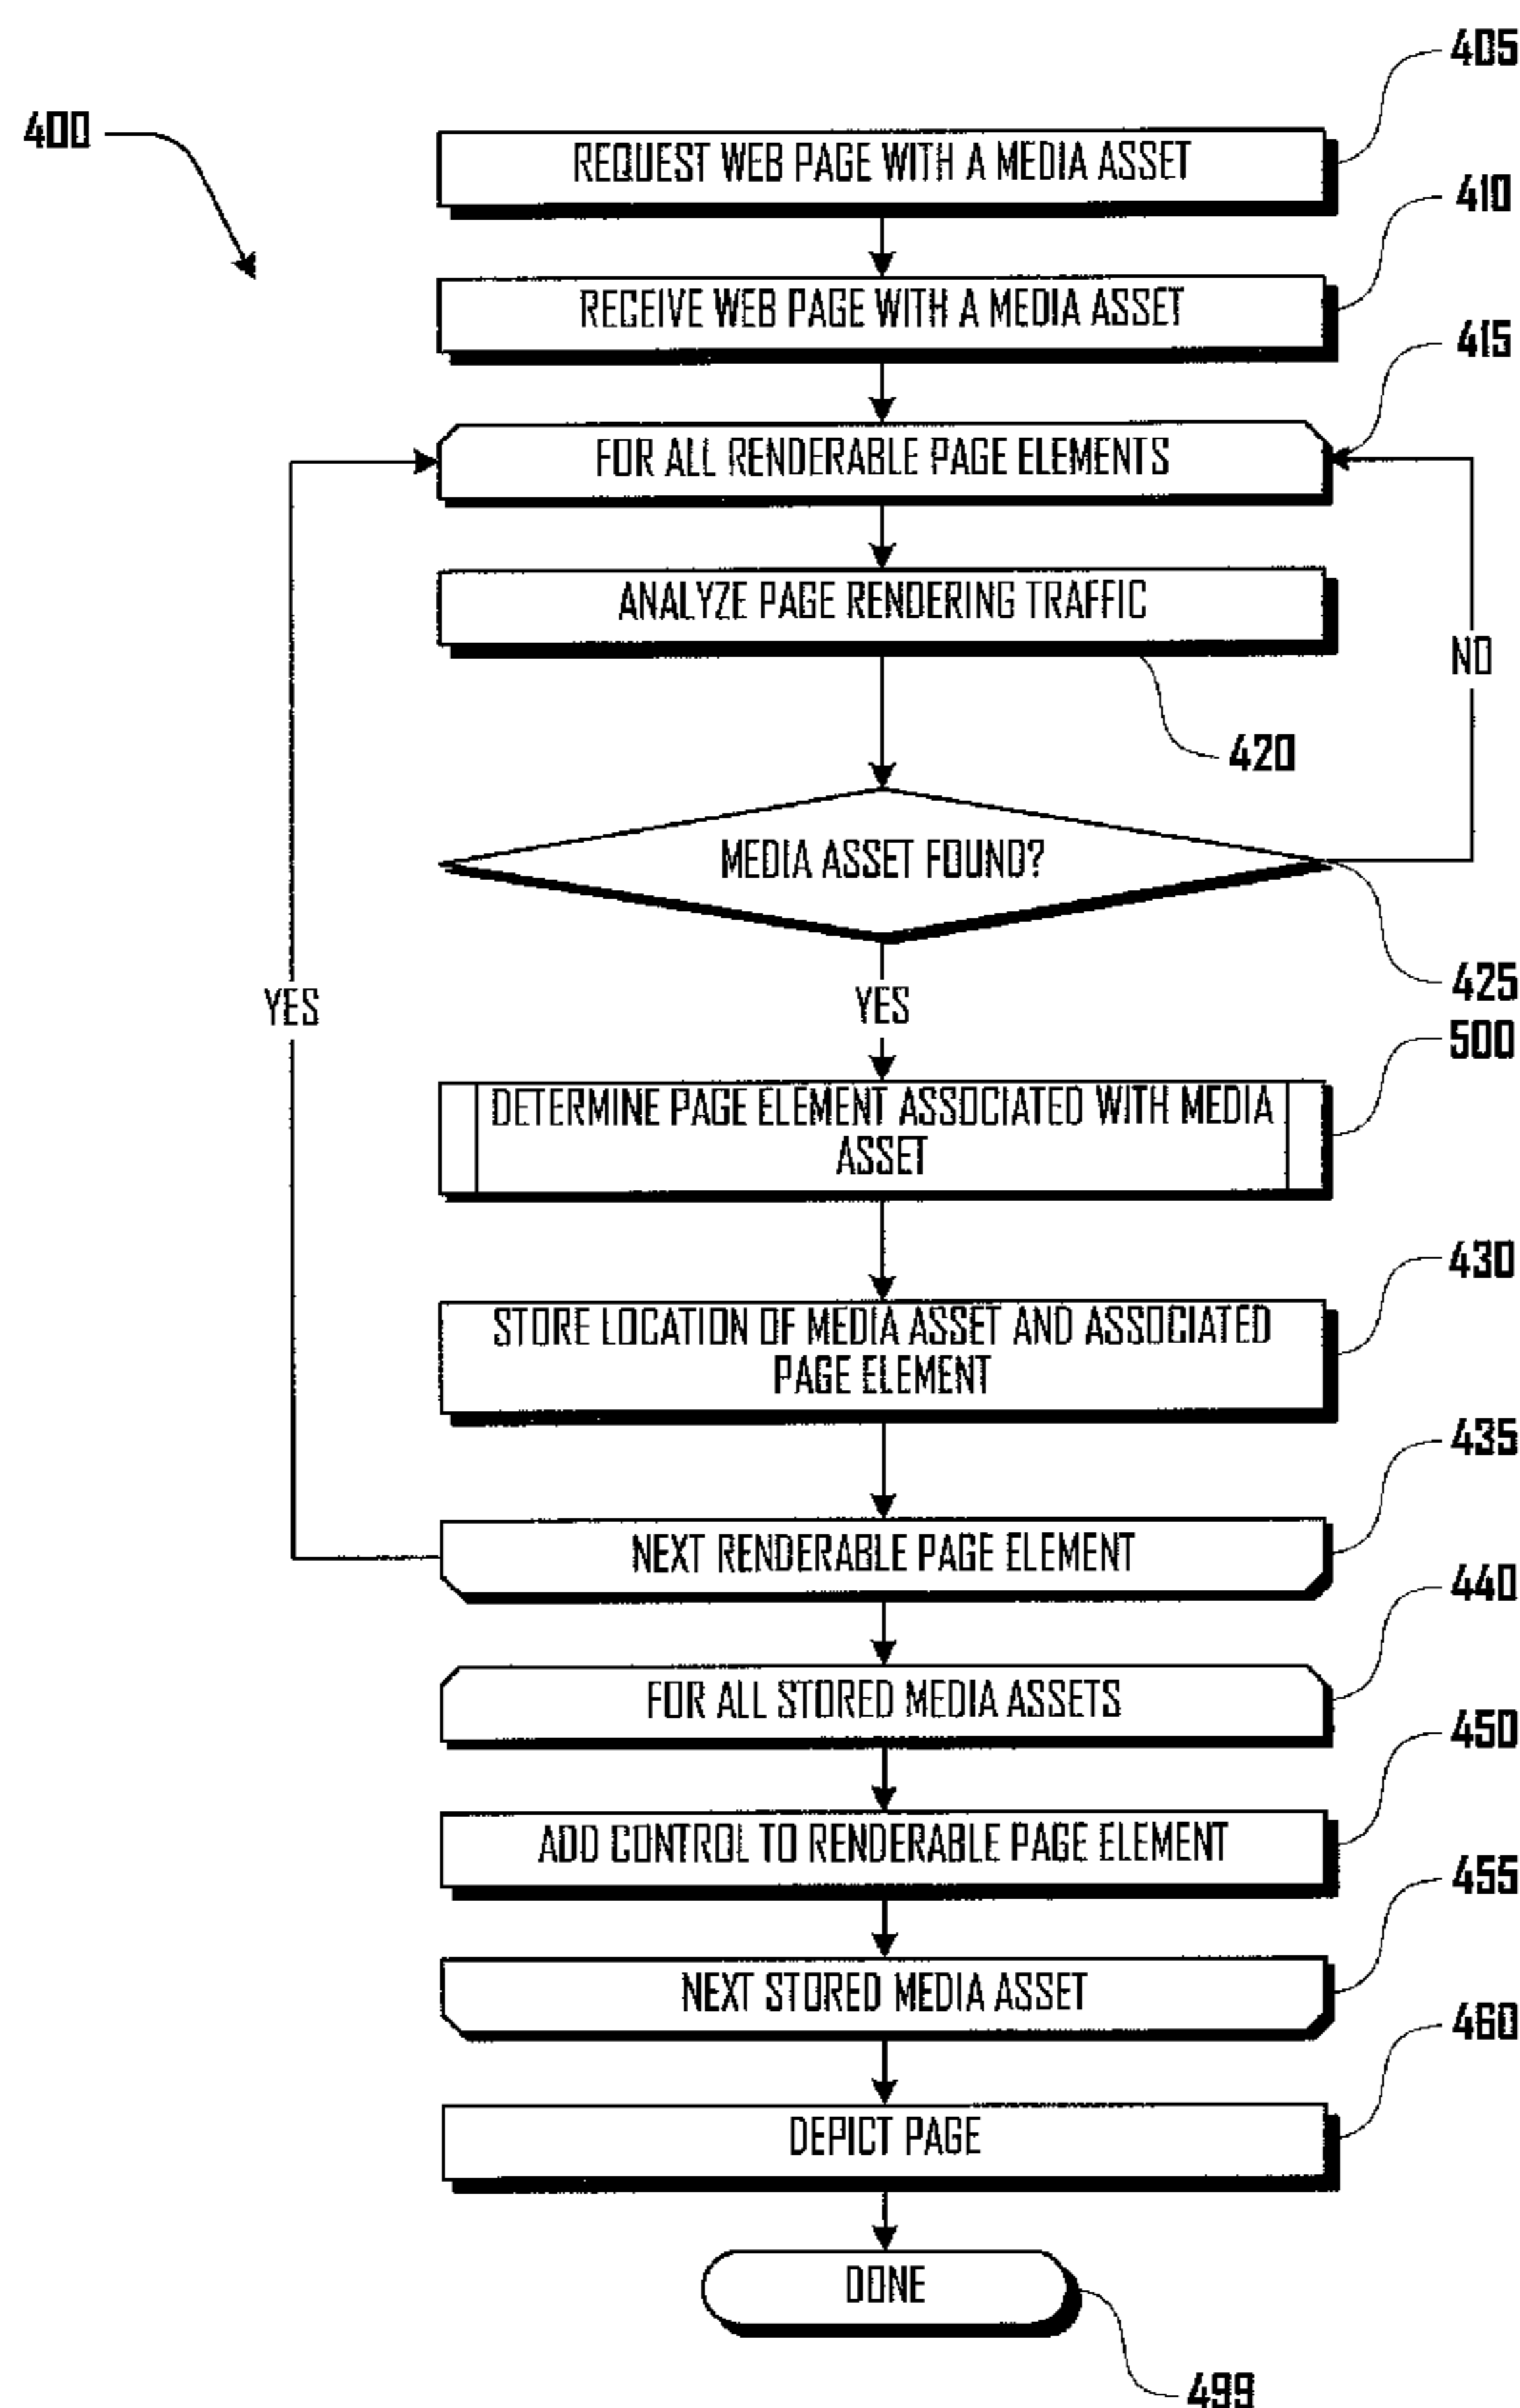 405
400
REQUEST WEB PAGE WITH A MEDIA ASSET
410
RECEIVE WEB PAGE WITH A MEDIA ASSET
415
FOR ALL RENDERABLE PAGE ELEMENTS
ANALYZE PAGE RENDERING TRAFFIC
NO
420
MEDIA ASSET FOUND?
425
YES
YES
500
DETERMINE PAGE ELEMENT ASSOCIATED WITH MEDIA
ASSET
430
STORE LOCATION OF MEDIA ASSET AND ASSOCIATED
PAGE ELEMENT
435
NEXT RENDERABLE PAGE ELEMENT
440
FOR ALL STORED MEDIA ASSETS
450
ADD CONTROL TO RENDERABLE PAGE ELEMENT
455
NEXT STORED MEDIA ASSET
460
DEPICT PAGE
DONE
499